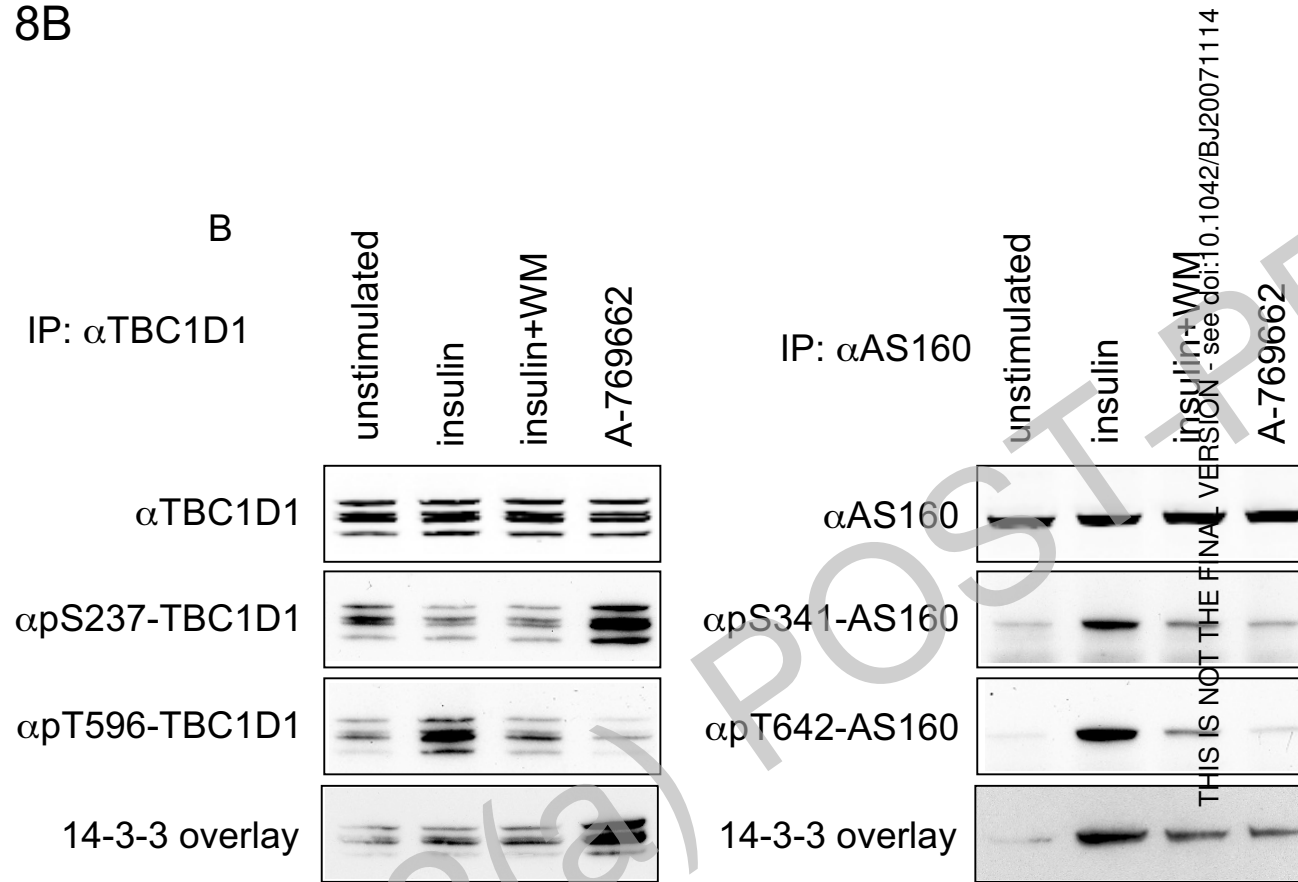 8B
B
IP: αTBC1D1
unstimulated
insulin
insulin+WM
A-769662
αTBC1D1
αpS237-TBC1D1
αpT596-TBC1D1
14-3-3 overlay
IP: αAS160
unstimulated
insulin
insulin+WM
A-769662
αAS160
αpS341-AS160
αpT642-AS160
14-3-3 overlay
THIS IS NOT THE FINAL VERSION - see doi:10.1042/BJ20071114
(a) POST-P